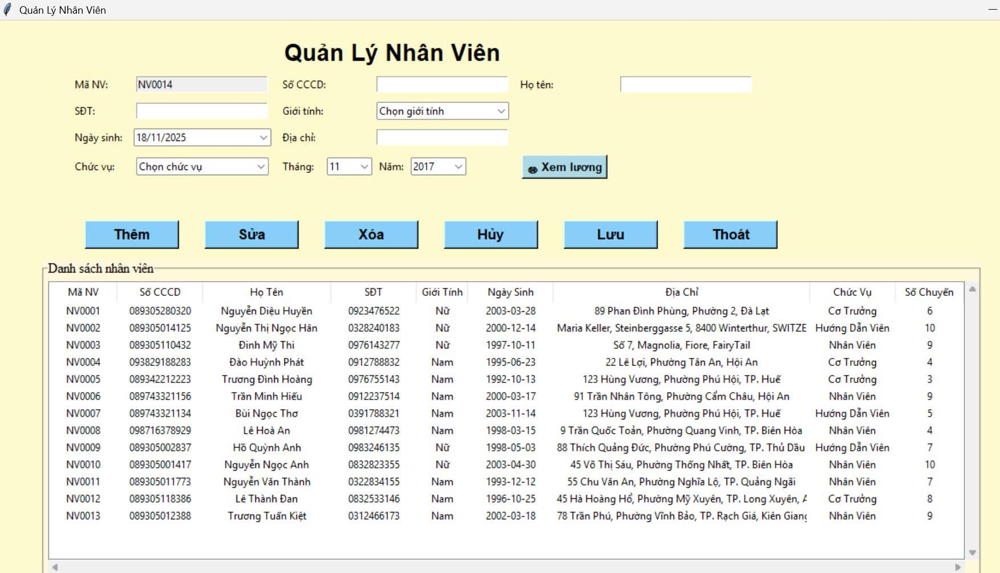 Quản Lý Nhân Viên
Quản Lý Nhân Viên
Mã NV: NV0014 Số CCCD: Họ tên:
SĐT: Giới tính: Chọn giới tính
Ngày sinh: 18/11/2025 Địa chỉ:
Chức vụ: Chọn chức vụ Tháng: 11 Năm: 2017 Xem lương
Thêm Sửa Xóa Hủy Lưu Thoát
Danh sách nhân viên
Mã NV Số CCCD Họ Tên SĐT Giới Tính Ngày Sinh Địa Chỉ Chức Vụ Số Chuyến
NV0001 089305280320 Nguyễn Diệu Huyền 0923476522 Nữ 2003-03-28 89 Phan Đình Phùng, Phường 2, Đà Lạt Cơ Trưởng 6
NV0002 089305014125 Nguyễn Thị Ngọc Hân 0328240183 Nữ 2000-12-14 Maria Keller, Steinberggasse 5, 8400 Winterthur, SWITZE Hướng Dẫn Viên 10
NV0003 089305110432 Đinh Mỹ Thi 0976143277 Nữ 1997-10-11 Số 7, Magnolia, Fiore, FairyTail Nhân Viên 9
NV0004 093829188283 Đào Huỳnh Phát 0912788832 Nam 1995-06-23 22 Lê Lợi, Phường Tân An, Hội An Cơ Trưởng 4
NV0005 089342212223 Trương Đình Hoàng 0976755143 Nam 1992-10-13 123 Hùng Vương, Phường Phú Hội, TP. Huế Cơ Trưởng 3
NV0006 089743321156 Trần Minh Hiếu 0912237514 Nam 2000-03-17 91 Trần Nhân Tông, Phường Cẩm Châu, Hội An Nhân Viên 9
NV0007 089743321134 Bùi Ngọc Thơ 0391788321 Nam 2003-11-14 123 Hùng Vương, Phường Phú Hội, TP. Huế Hướng Dẫn Viên 5
NV0008 098716378929 Lê Hoà An 0981274473 Nam 1998-03-15 9 Trần Quốc Toản, Phường Quang Vinh, TP. Biên Hòa Nhân Viên 4
NV0009 089305002837 Hồ Quỳnh Anh 0983246135 Nữ 1998-05-03 88 Thích Quảng Đức, Phường Phú Cường, TP. Thủ Dầu Hướng Dẫn Viên 7
NV0010 089305001417 Nguyễn Ngọc Anh 0832823355 Nữ 2003-04-30 45 Võ Thị Sáu, Phường Thống Nhất, TP. Biên Hòa Nhân Viên 10
NV0011 089305011773 Nguyễn Văn Thành 0322834155 Nam 1993-12-12 55 Chu Văn An, Phường Nghĩa Lộ, TP. Quảng Ngãi Nhân Viên 7
NV0012 089305118386 Lê Thành Đan 0832533146 Nam 1996-10-25 45 Hà Hoàng Hổ, Phường Mỹ Xuyên, TP. Long Xuyên, Cơ Trưởng 8
NV0013 089305012388 Trương Tuấn Kiệt 0312466173 Nam 2002-03-18 78 Trần Phú, Phường Vĩnh Bảo, TP. Rạch Giá, Kiên Giang Nhân Viên 9